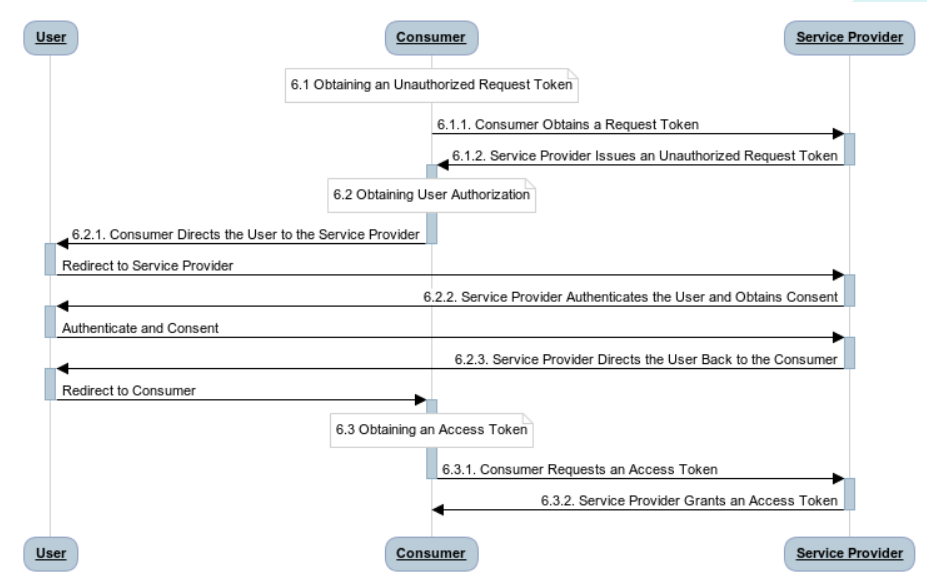 User
Consumer
Service Provider
6.1 Obtaining an Unauthorized Request Token
6.1.1. Consumer Obtains a Request Token
6.1.2. Service Provider Issues an Unauthorized Request Token
6.2 Obtaining User Authorization
6.2.1. Consumer Directs the User to the Service Provider
Redirect to Service Provider
6.2.2. Service Provider Authenticates the User and Obtains Consent
Authenticate and Consent
6.2.3. Service Provider Directs the User Back to the Consumer
Redirect to Consumer
6.3 Obtaining an Access Token
6.3.1. Consumer Requests an Access Token
6.3.2. Service Provider Grants an Access Token
User
Consumer
Service Provider